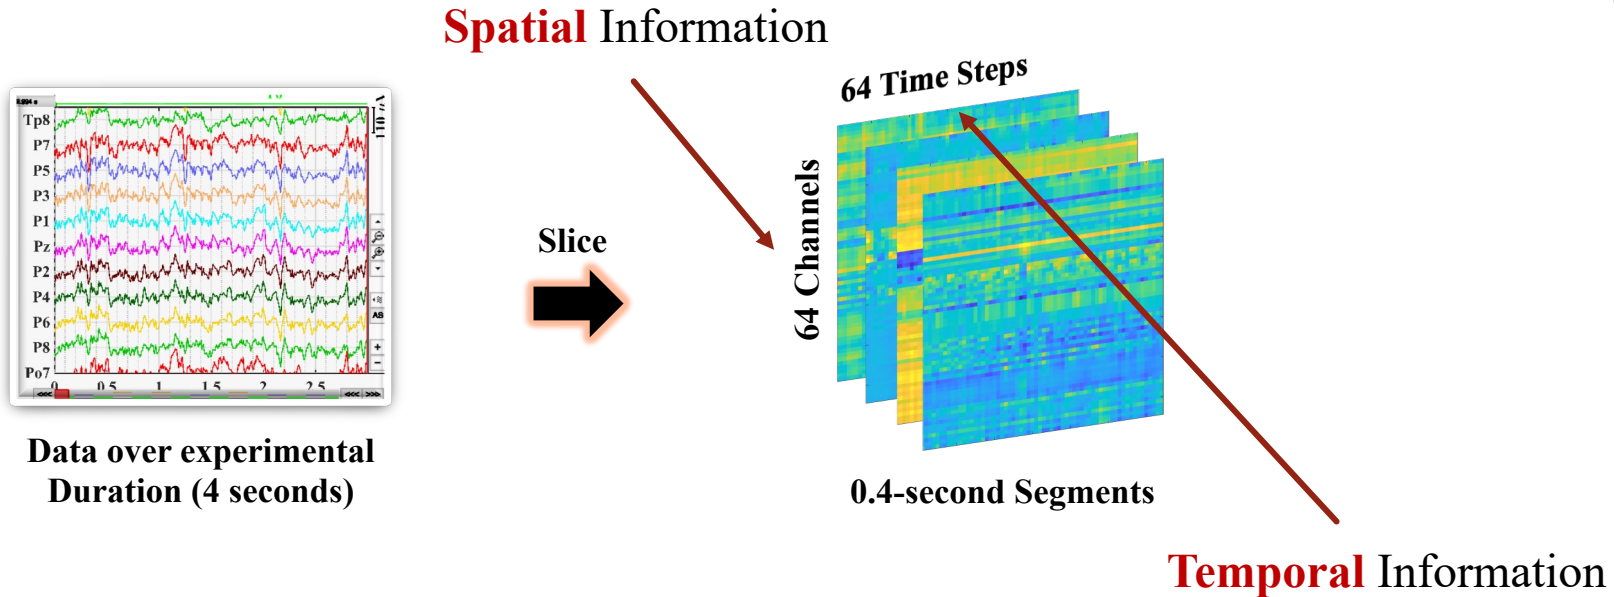 Spatial Information
64 Time Steps
Tp8
P7
P5
P3
P1
Pz
P2
P4
P6
P8
Po7
0 0.5 1 1.5 2 2.5
AS
+
−
<<< <<< >>>
Slice
64 Channels
Data over experimental
Duration (4 seconds)
0.4-second Segments
Temporal Information